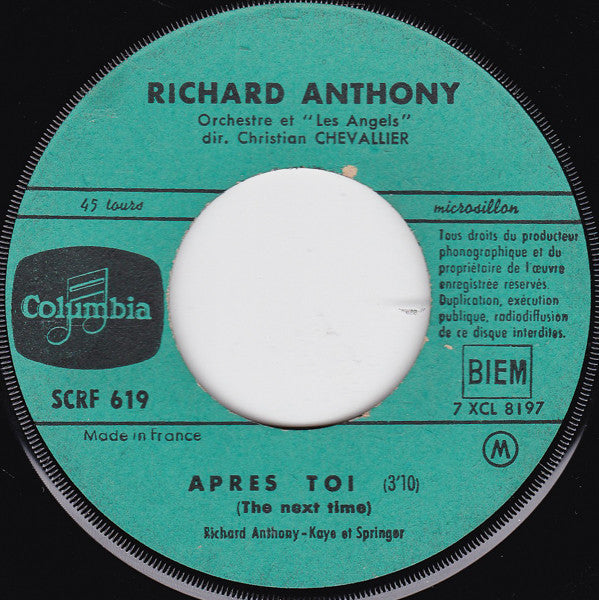 RICHARD ANTHONY
Orchestre et "Les Angels"
dir. Christian CHEVALLIER
45 tours
microsillon
Tous droits du producteur
phonographique et du
propriétaire de l'œuvre
enregistrée réservés.
Duplication, exécution
publique, radiodiffusion
de ce disque interdites.
Columbia
SCRF 619
BIEM
7 XCL 8197
Made in France
M
APRES TOI (3'10)
(The next time)
Richard Anthony-Kaye et Springer